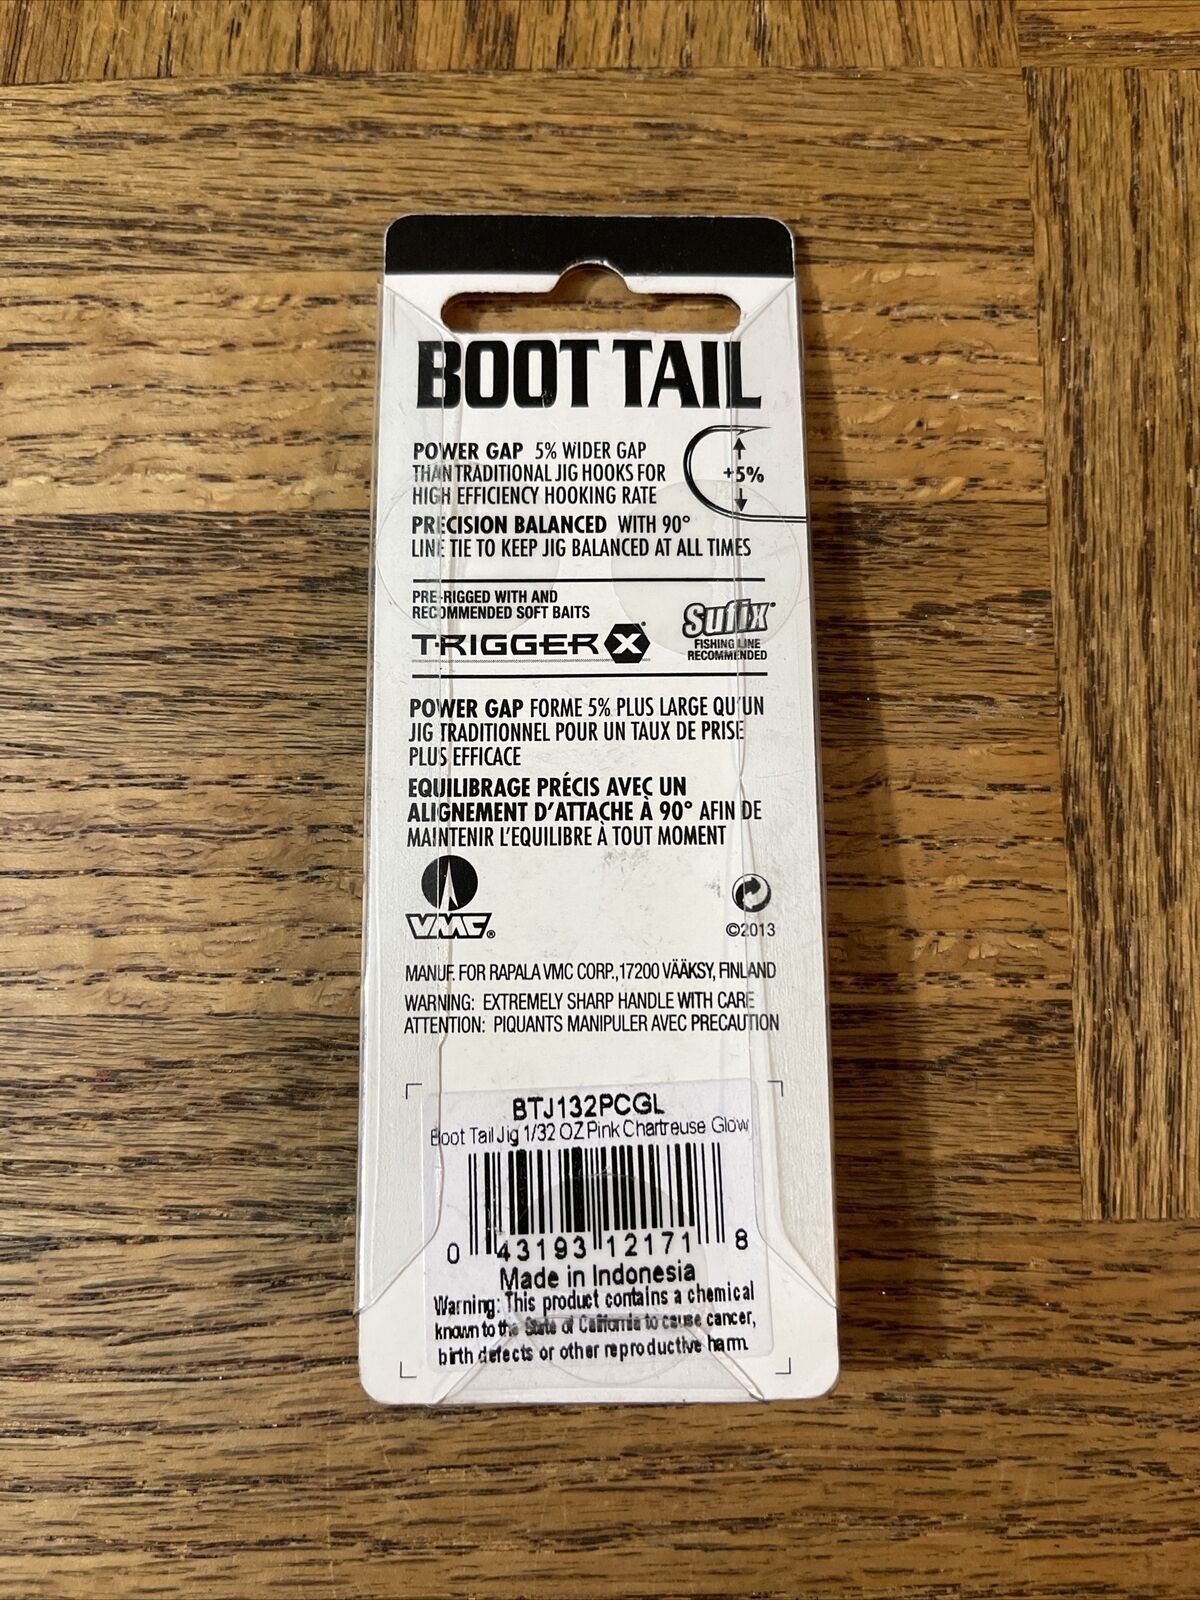 BOOT TAIL
POWER GAP 5% WIDER GAP
THAN TRADITIONAL JIG HOOKS FOR
HIGH EFFICIENCY HOOKING RATE
+5%
PRECISION BALANCED WITH 90°
LINE TIE TO KEEP JIG BALANCED AT ALL TIMES
PRE-RIGGED WITH AND
RECOMMENDED SOFT BAITS
TRIGGER X®
Sufix
FISHING LINE
RECOMMENDED
POWER GAP FORME 5% PLUS LARGE QU'UN
JIG TRADITIONNEL POUR UN TAUX DE PRISE
PLUS EFFICACE
EQUILIBRAGE PRÉCIS AVEC UN
ALIGNEMENT D'ATTACHE À 90° AFIN DE
MAINTENIR L'EQUILIBRE À TOUT MOMENT
VMC®
©2013
MANUF. FOR RAPALA VMC CORP., 17200 VÄÄKSY, FINLAND
WARNING: EXTREMELY SHARP HANDLE WITH CARE
ATTENTION: PIQUANTS MANIPULER AVEC PRECAUTION
BTJ132PCGL
Boot Tail Jig 1/32 OZ Pink Chartreuse Glow
0 43193 12171 8
Made in Indonesia
Warning: This product contains a chemical
known to the State of California to cause cancer,
birth defects or other reproductive harm.